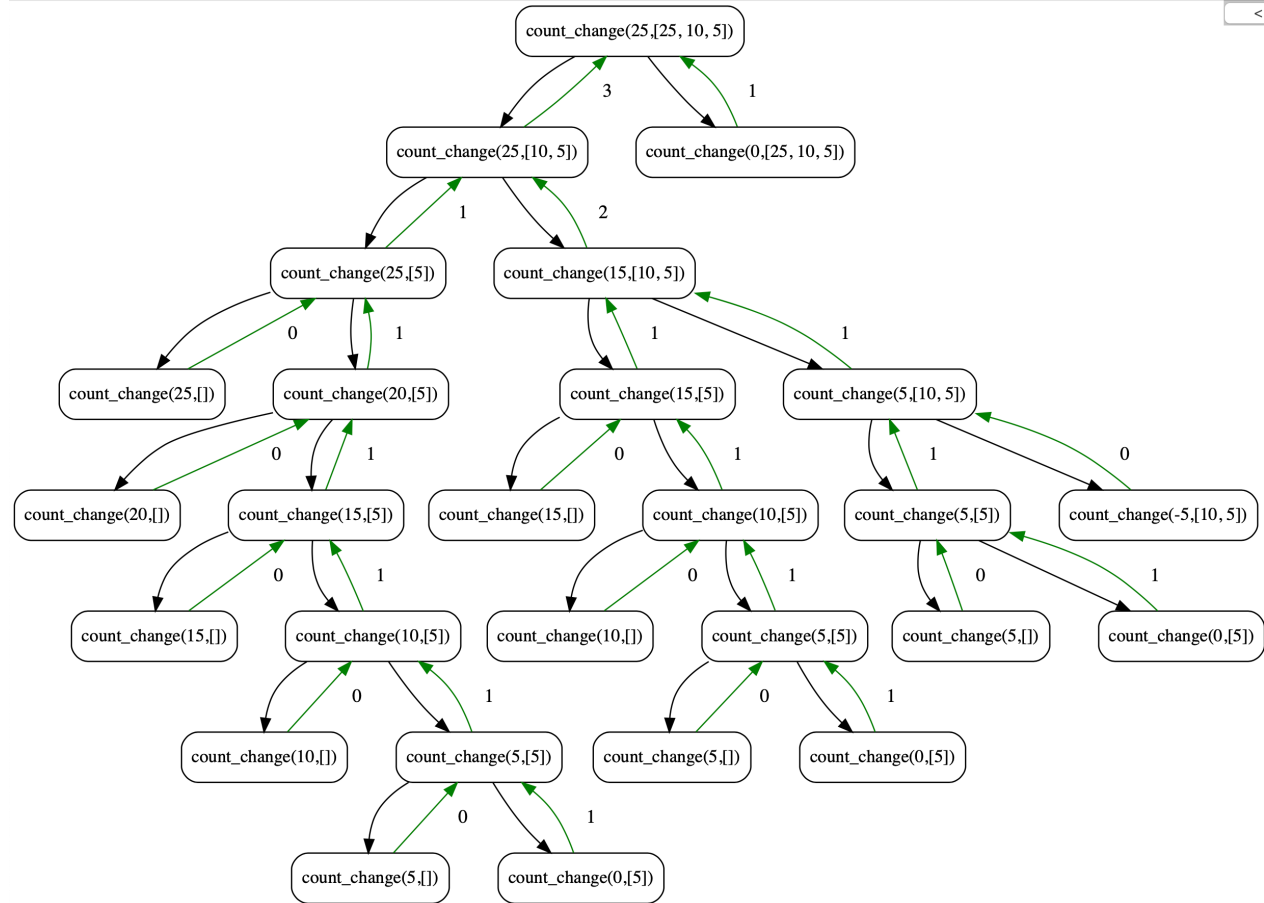 <
count_change(25,[25, 10, 5])
3
1
count_change(25,[10, 5])
count_change(0,[25, 10, 5])
1
2
count_change(25,[5])
count_change(15,[10, 5])
0
1
1
1
count_change(25,[])
count_change(20,[5])
count_change(15,[5])
count_change(5,[10, 5])
0
1
0
1
1
0
count_change(20,[])
count_change(15,[5])
count_change(15,[])
count_change(10,[5])
count_change(5,[5])
count_change(-5,[10, 5])
0
1
0
1
0
1
count_change(15,[])
count_change(10,[5])
count_change(10,[])
count_change(5,[5])
count_change(5,[])
count_change(0,[5])
0
1
0
1
count_change(10,[])
count_change(5,[5])
count_change(5,[])
count_change(0,[5])
0
1
count_change(5,[])
count_change(0,[5])